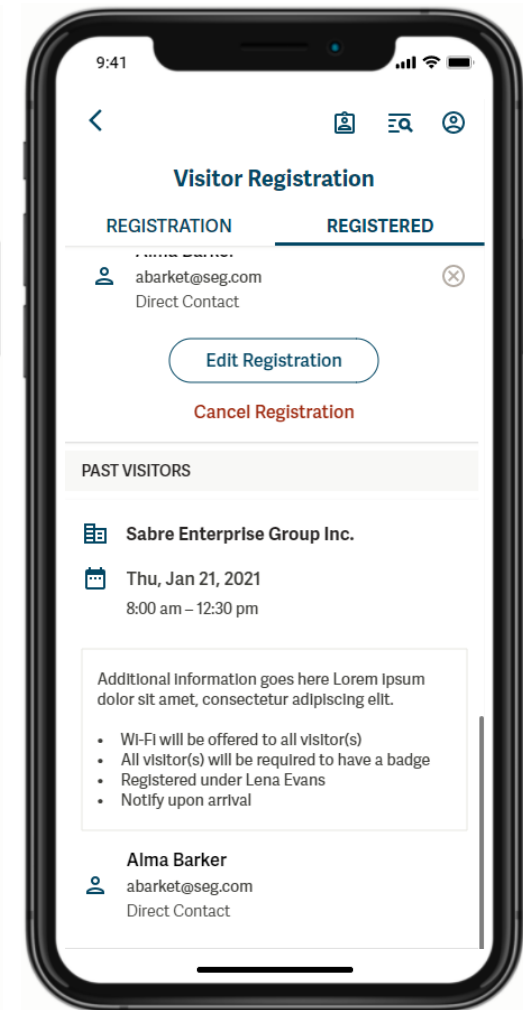 9:41
Visitor Registration
REGISTRATION REGISTERED
Alma Barker
abarket@seg.com
Direct Contact
Edit Registration
Cancel Registration
PAST VISITORS
Sabre Enterprise Group Inc.
Thu, Jan 21, 2021
8:00 am – 12:30 pm
Additional information goes here Lorem ipsum
dolor sit amet, consectetur adipiscing elit.
• Wi-Fi will be offered to all visitor(s)
• All visitor(s) will be required to have a badge
• Registered under Lena Evans
• Notify upon arrival
Alma Barker
abarket@seg.com
Direct Contact